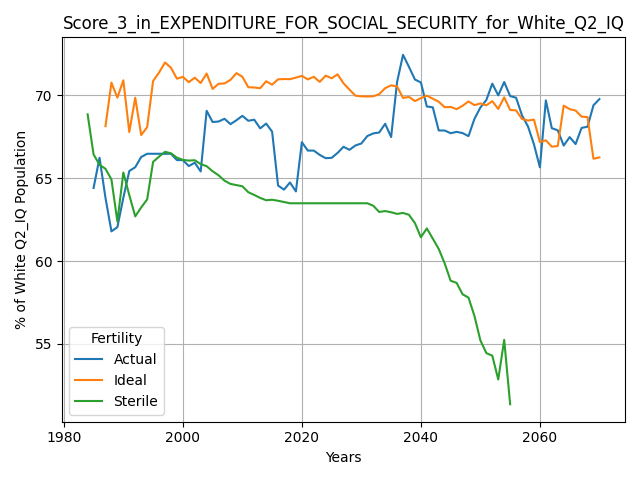 Score_3_in_EXPENDITURE_FOR_SOCIAL_SECURITY_for_White_Q2_IQ
% of White Q2_IQ Population
70
65
60
55
Fertility
Actual
Ideal
Sterile
1980
2000
2020
2040
2060
Years